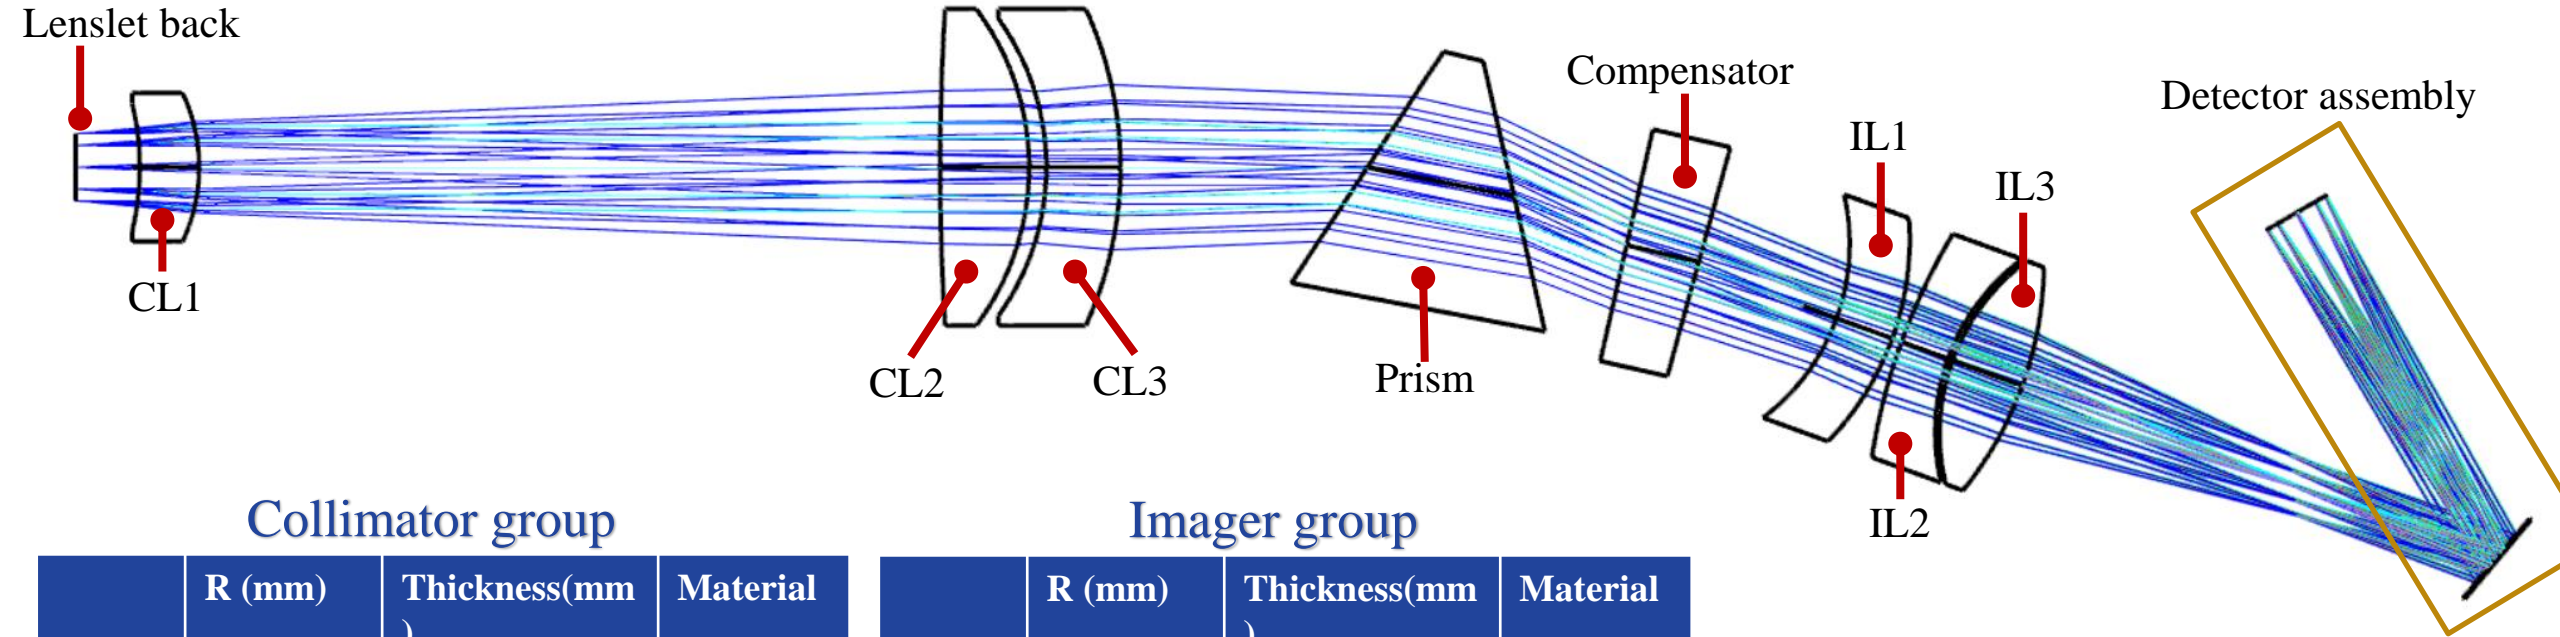 Lenslet back
Compensator
Detector assembly
IL1
IL3
CL1
CL2
CL3
Prism
IL2
Collimator group
Imager group
R (mm) Thickness(mm Material
)
R (mm) Thickness(mm Material
)